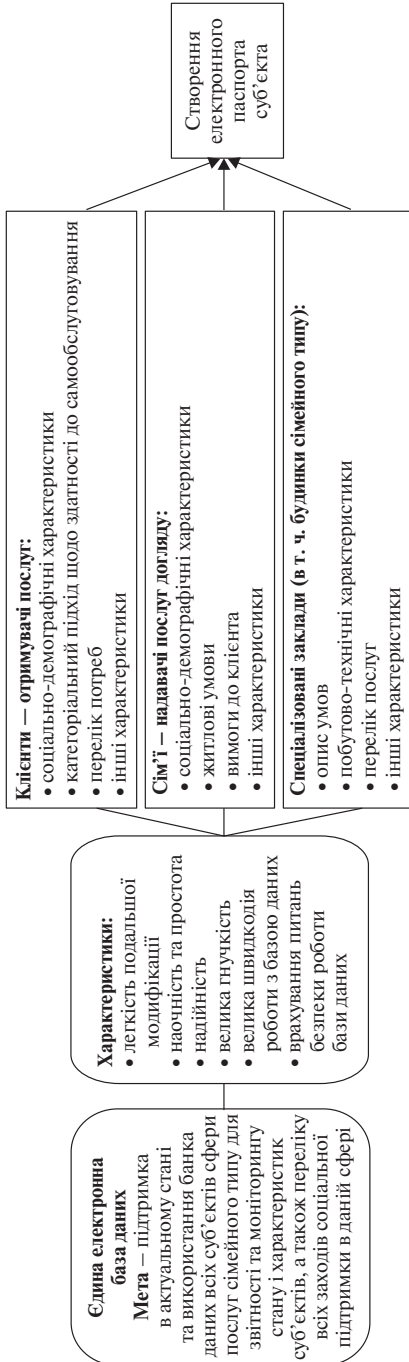 Єдина електронна
база даних
Мета — підтримка
в актуальному стані
та використання банка
даних всіх суб’єктів сфери
послуг сімейного типу для
звітності та моніторингу
стану і характеристик
суб’єктів, а також переліку
всіх заходів соціальної
підтримки в даній сфері
Характеристики:
• легкість подальшої
модифікації
• наочність та простота
• надійність
• велика гнучкість
• велика швидкодія
роботи з базою даних
• врахування питань
безпеки роботи
бази даних
Клієнти — отримувачі послуг:
• соціально-демографічні характеристики
• категоріальний підхід щодо здатності до самообслуговування
• перелік потреб
• інші характеристики
Сім’ї — надавачі послуг догляду:
• соціально-демографічні характеристики
• житлові умови
• вимоги до клієнта
• інші характеристики
Спеціалізовані заклади (в т. ч. будинки сімейного типу):
• опис умов
• побутово-технічні характеристики
• перелік послуг
• інші характеристики
Створення
електронного
паспорта
суб’єкта